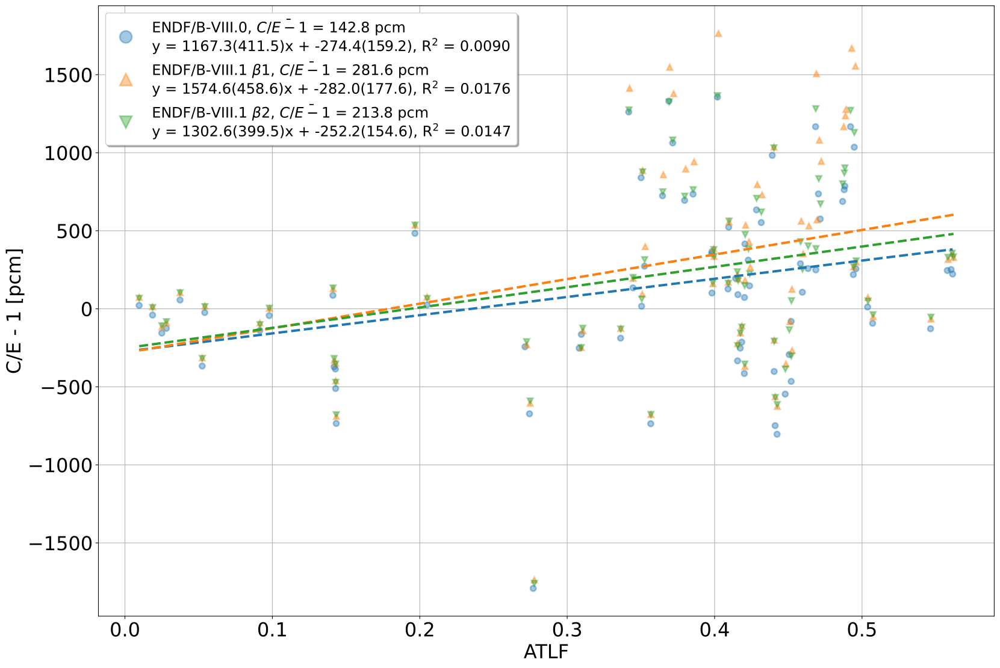 ENDF/B-VIII.0, C/E − 1̄ = 142.8 pcm
y = 1167.3(411.5)x + -274.4(159.2), R² = 0.0090
ENDF/B-VIII.1 β1, C/E − 1̄ = 281.6 pcm
y = 1574.6(458.6)x + -282.0(177.6), R² = 0.0176
ENDF/B-VIII.1 β2, C/E − 1̄ = 213.8 pcm
y = 1302.6(399.5)x + -252.2(154.6), R² = 0.0147
1500
1000
500
0
−500
−1000
−1500
C/E - 1 [pcm]
0.0 0.1 0.2 0.3 0.4 0.5
ATLF